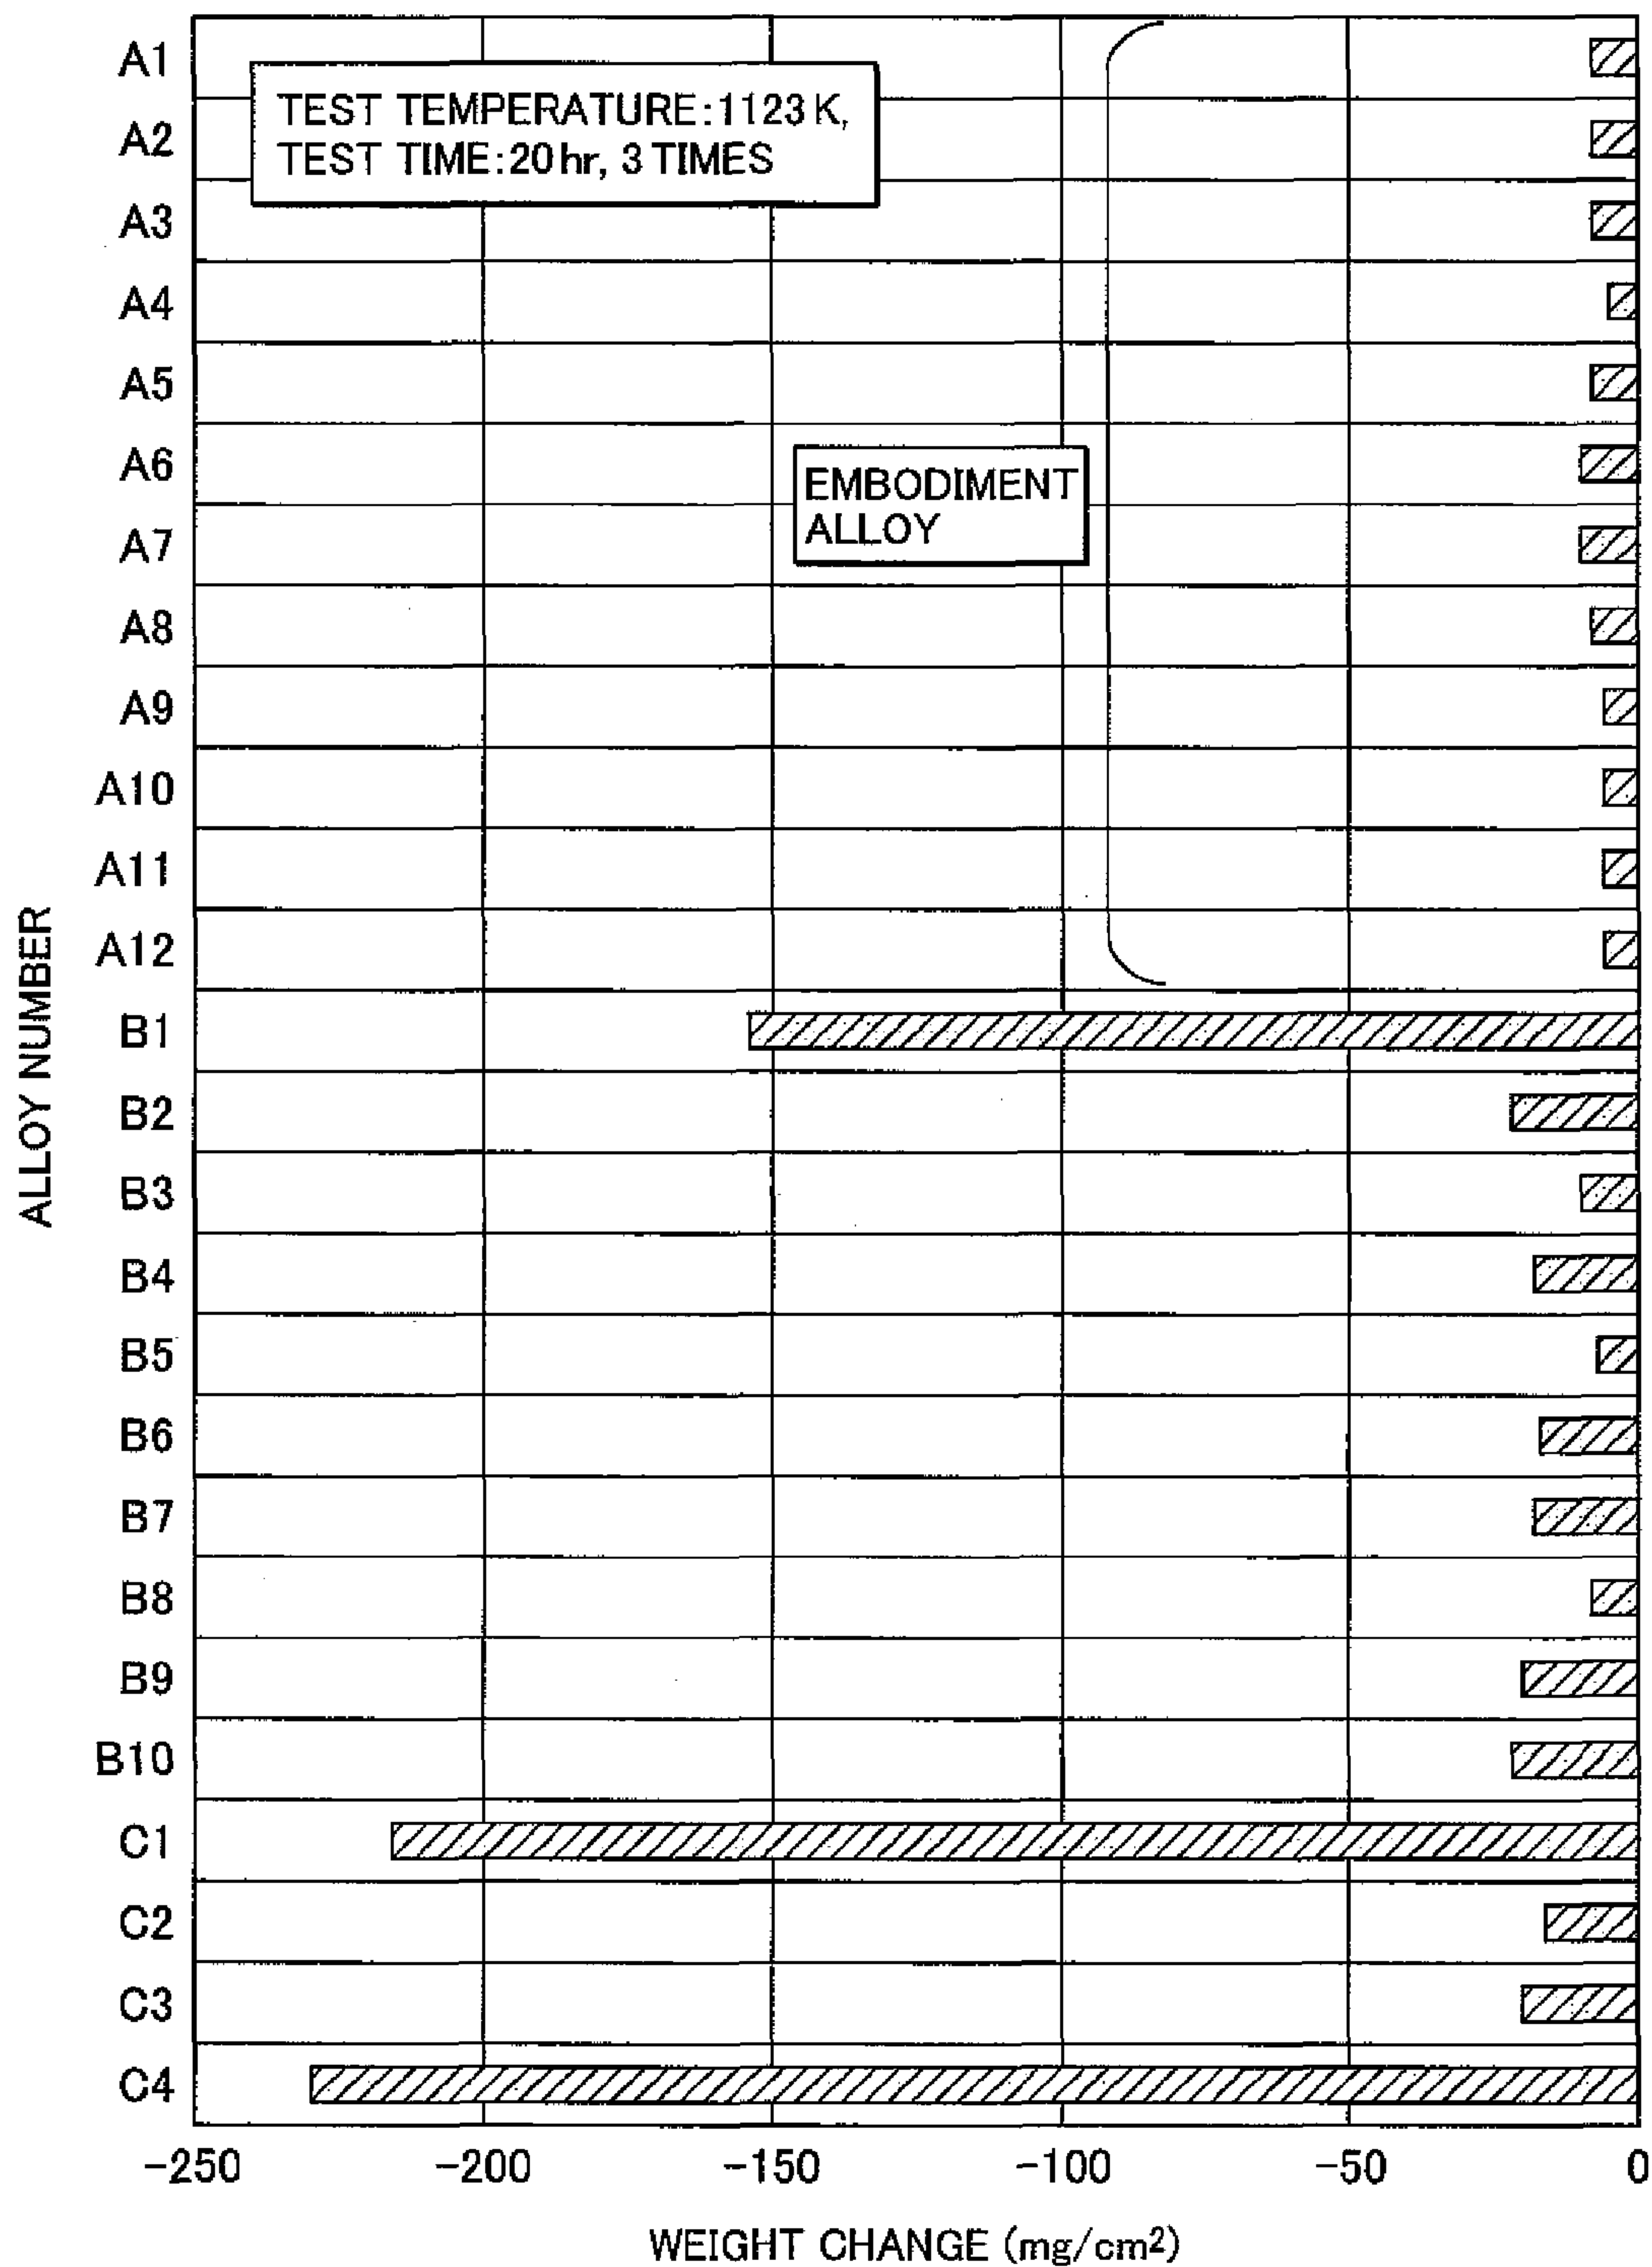 A1
TEST TEMPERATURE:1123 K,
TEST TIME:20 hr, 3 TIMES
A2
A3
A4
A5
A6
EMBODIMENT
ALLOY
A7
A8
A9
A10
A11
A12
ALLOY NUMBER
B1
B2
B3
B4
B5
B6
B7
B8
B9
B10
C1
C2
C3
C4
-250 -200 -150 -100 -50 0
WEIGHT CHANGE (mg/cm²)